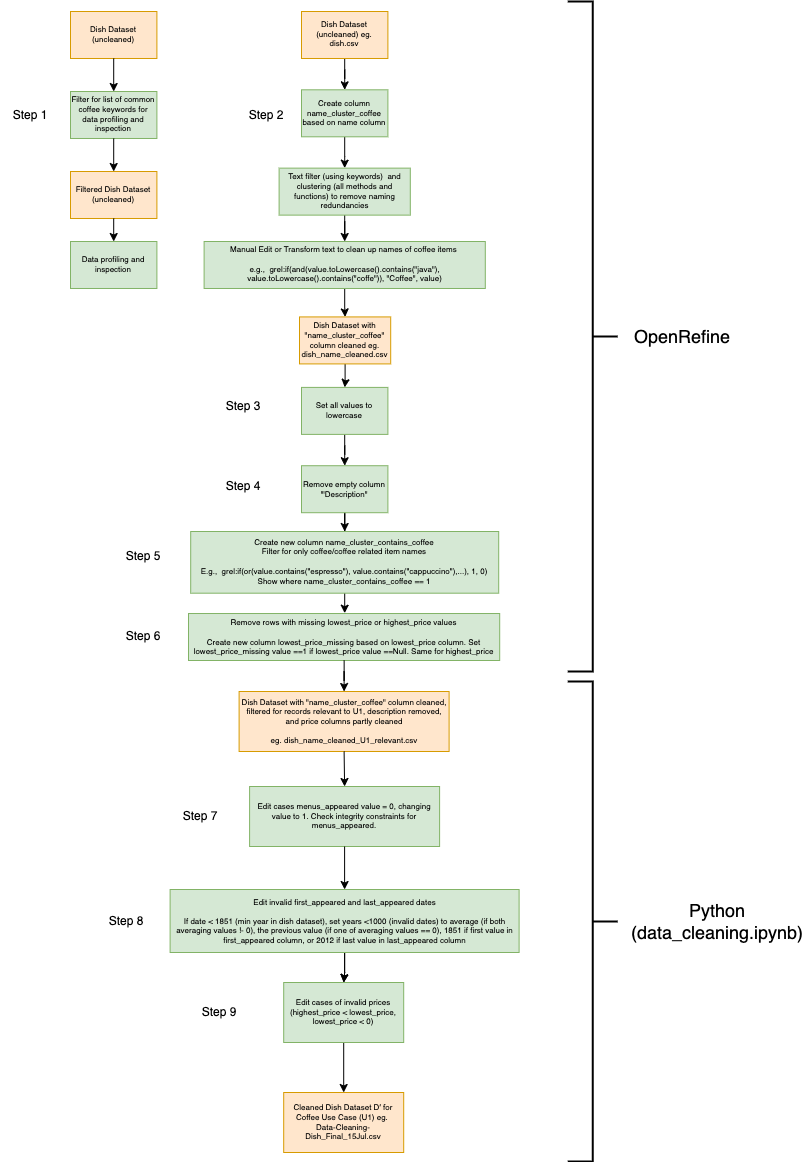 Dish Dataset
(uncleaned)
Step 1
Filter for list of common
coffee keywords for
data profiling and
inspection
Filtered Dish Dataset
(uncleaned)
Data profiling and
inspection
Dish Dataset
(uncleaned) eg.
dish.csv
Step 2
Create column
name_cluster_coffee
based on name column
Text filter (using keywords) and
clustering (all methods and
functions) to remove naming
redundancies
Manual Edit or Transform text to clean up names of coffee items
e.g., grel:if(and(value.toLowercase().contains("java"),
value.toLowercase().contains("coffe")), "Coffee", value)
Dish Dataset with
"name_cluster_coffee"
column cleaned eg.
dish_name_cleaned.csv
Step 3
Set all values to
lowercase
Step 4
Remove empty column
"Description"
Step 5
Create new column name_cluster_contains_coffee
Filter for only coffee/coffee related item names
E.g., grel:if(or(value.contains("espresso"), value.contains("cappuccino"),...), 1, 0)
Show where name_cluster_contains_coffee == 1
Step 6
Remove rows with missing lowest_price or highest_price values
Create new column lowest_price_missing based on lowest_price column. Set
lowest_price_missing value ==1 if lowest_price value ==Null. Same for highest_price
OpenRefine
Dish Dataset with "name_cluster_coffee" column cleaned,
filtered for records relevant to U1, description removed,
and price columns partly cleaned
eg. dish_name_cleaned_U1_relevant.csv
Step 7
Edit cases menus_appeared value = 0, changing
value to 1. Check integrity constraints for
menus_appeared.
Step 8
Edit invalid first_appeared and last_appeared dates
If date < 1851 (min year in dish dataset), set years <1000 (invalid dates) to average (if both
averaging values != 0), the previous value (if one of averaging values == 0), 1851 if first value in
first_appeared column, or 2012 if last value in last_appeared column
Step 9
Edit cases of invalid prices
(highest_price < lowest_price,
lowest_price < 0)
Cleaned Dish Dataset D' for
Coffee Use Case (U1) eg.
Data-Cleaning-
Dish_Final_15Jul.csv
Python
(data_cleaning.ipynb)